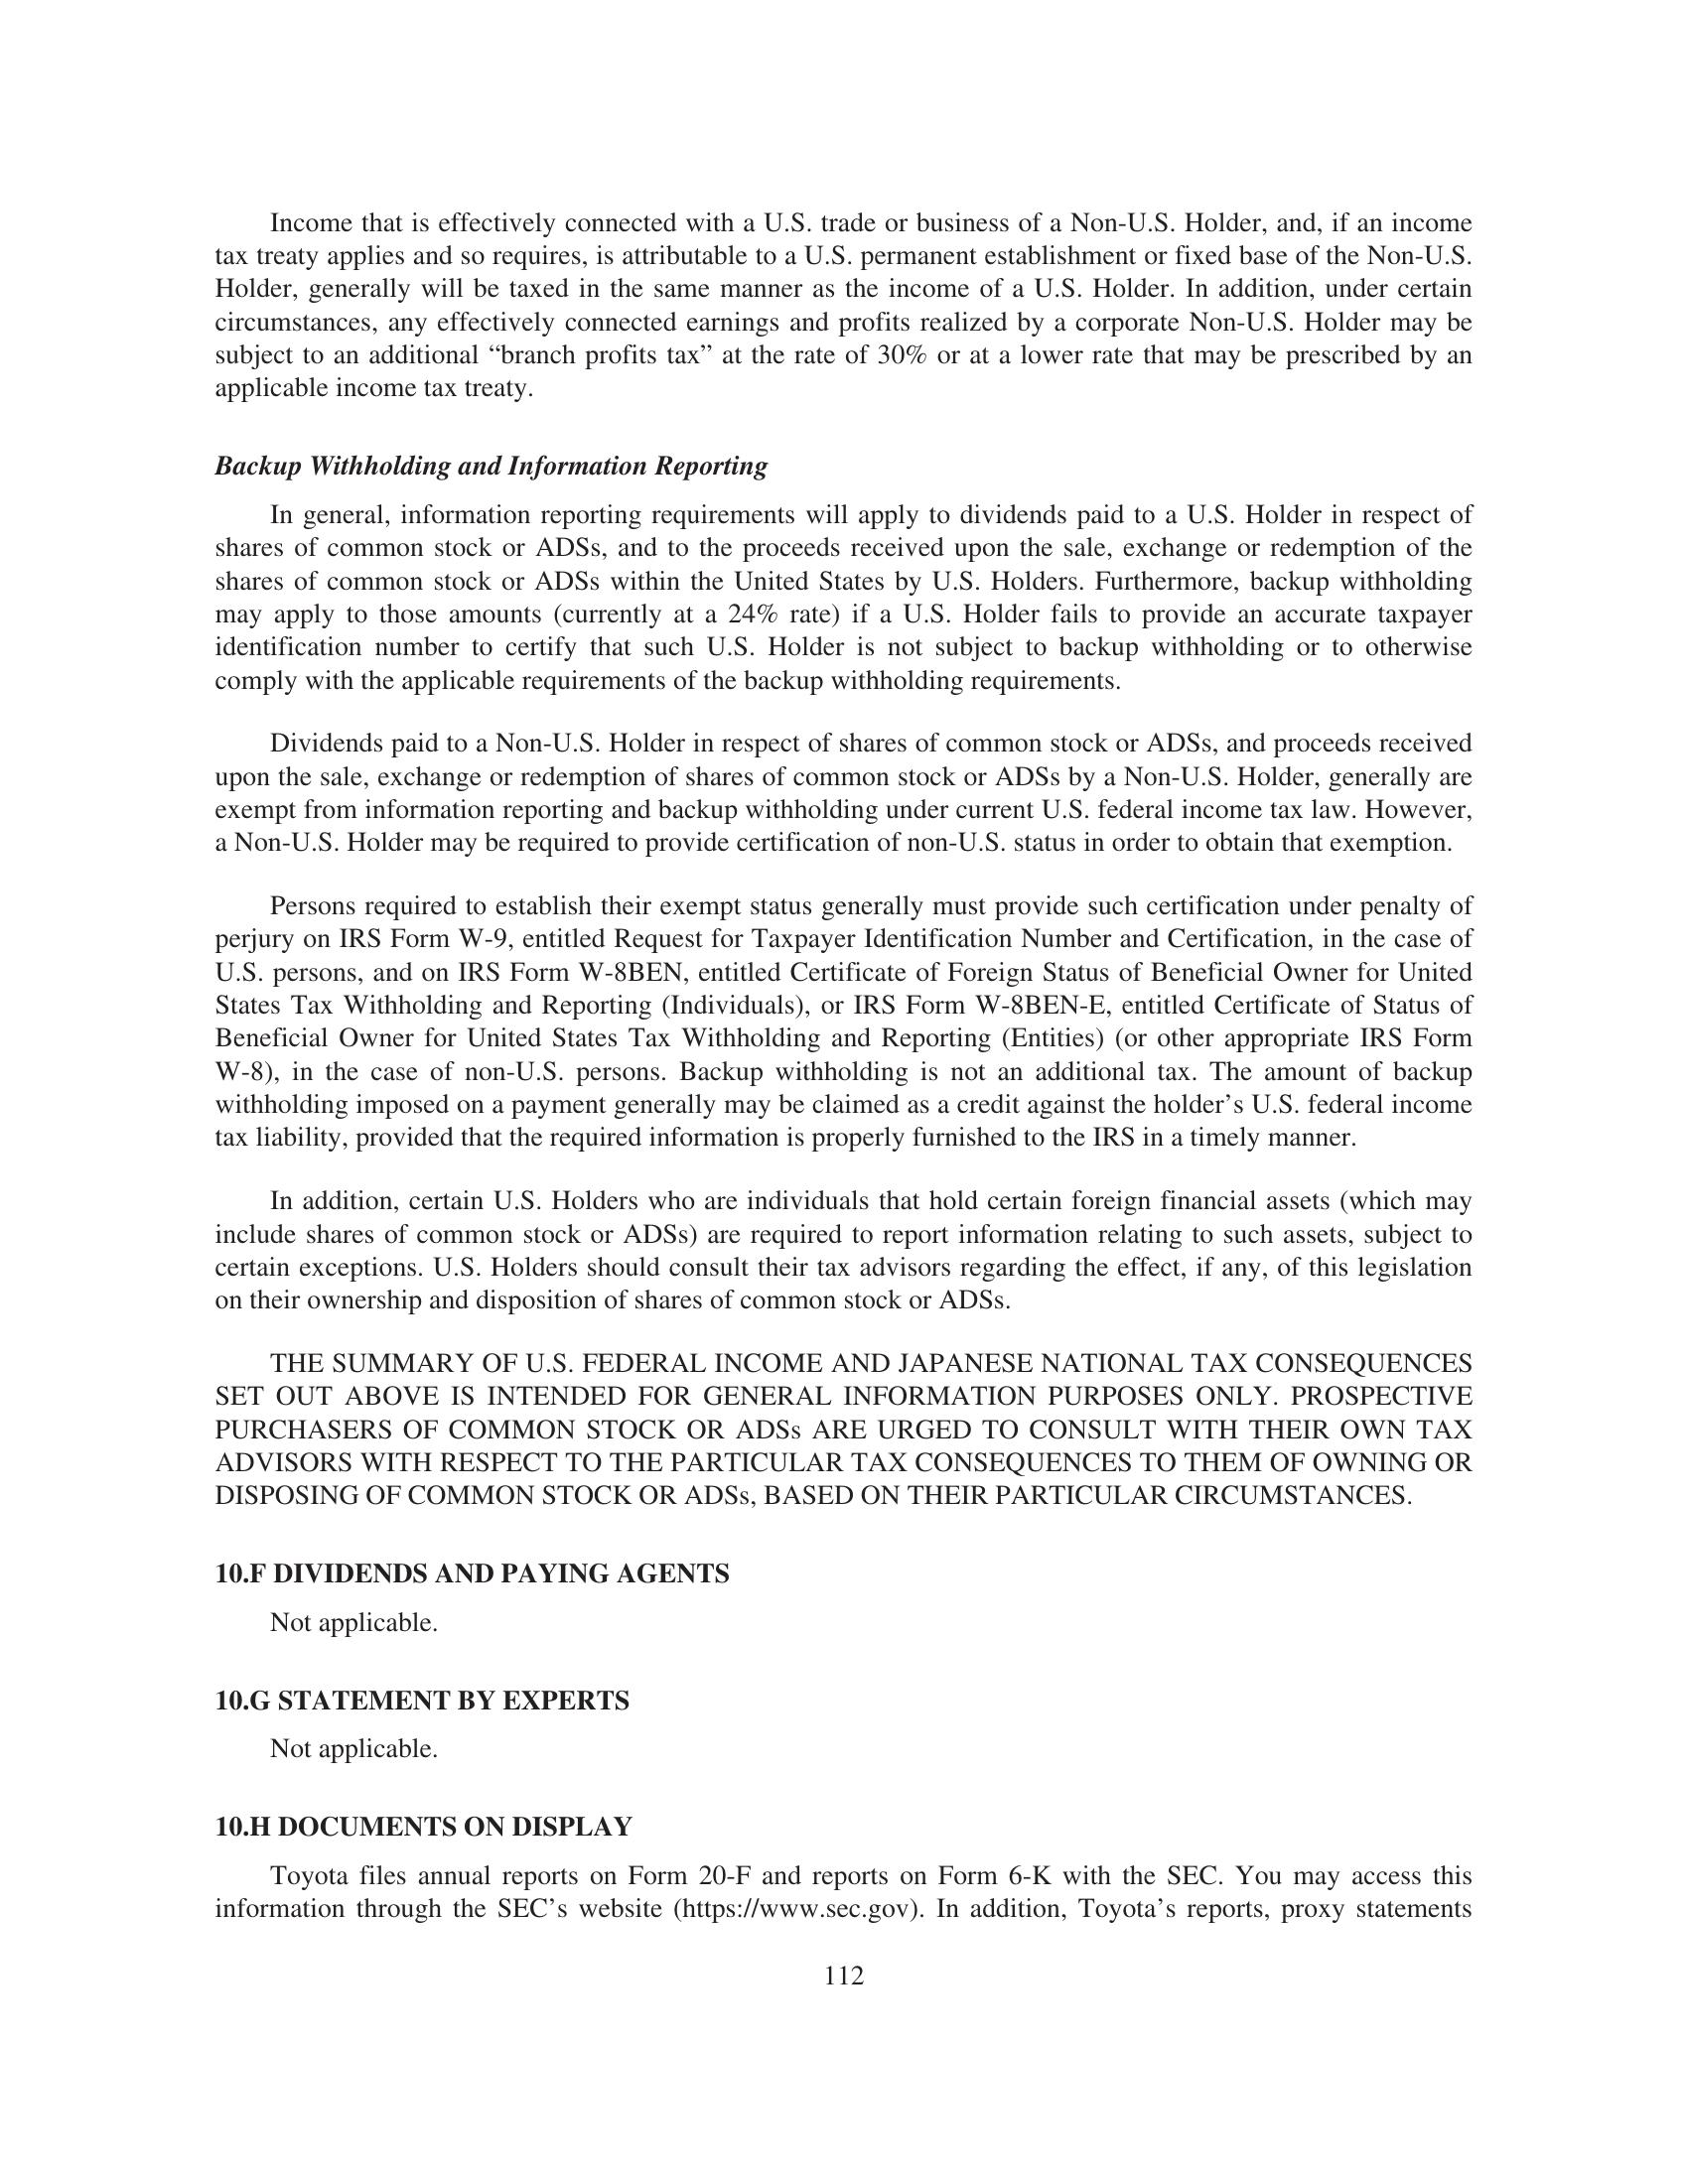 Income that is effectively connected with a U.S. trade or business of a Non-U.S. Holder, and, if an income
tax treaty applies and so requires, is attributable to a U.S. permanent establishment or fixed base of the Non-U.S.
Holder, generally will be taxed in the same manner as the income of a U.S. Holder. In addition, under certain
circumstances, any effectively connected earnings and profits realized by a corporate Non-U.S. Holder may be
subject to an additional “branch profits tax” at the rate of 30% or at a lower rate that may be prescribed by an
applicable income tax treaty.
Backup Withholding and Information Reporting
In general, information reporting requirements will apply to dividends paid to a U.S. Holder in respect of
shares of common stock or ADSs, and to the proceeds received upon the sale, exchange or redemption of the
shares of common stock or ADSs within the United States by U.S. Holders. Furthermore, backup withholding
may apply to those amounts (currently at a 24% rate) if a U.S. Holder fails to provide an accurate taxpayer
identification number to certify that such U.S. Holder is not subject to backup withholding or to otherwise
comply with the applicable requirements of the backup withholding requirements.
Dividends paid to a Non-U.S. Holder in respect of shares of common stock or ADSs, and proceeds received
upon the sale, exchange or redemption of shares of common stock or ADSs by a Non-U.S. Holder, generally are
exempt from information reporting and backup withholding under current U.S. federal income tax law. However,
a Non-U.S. Holder may be required to provide certification of non-U.S. status in order to obtain that exemption.
Persons required to establish their exempt status generally must provide such certification under penalty of
perjury on IRS Form W-9, entitled Request for Taxpayer Identification Number and Certification, in the case of
U.S. persons, and on IRS Form W-8BEN, entitled Certificate of Foreign Status of Beneficial Owner for United
States Tax Withholding and Reporting (Individuals), or IRS Form W-8BEN-E, entitled Certificate of Status of
Beneficial Owner for United States Tax Withholding and Reporting (Entities) (or other appropriate IRS Form
W-8), in the case of non-U.S. persons. Backup withholding is not an additional tax. The amount of backup
withholding imposed on a payment generally may be claimed as a credit against the holder’s U.S. federal income
tax liability, provided that the required information is properly furnished to the IRS in a timely manner.
In addition, certain U.S. Holders who are individuals that hold certain foreign financial assets (which may
include shares of common stock or ADSs) are required to report information relating to such assets, subject to
certain exceptions. U.S. Holders should consult their tax advisors regarding the effect, if any, of this legislation
on their ownership and disposition of shares of common stock or ADSs.
THE SUMMARY OF U.S. FEDERAL INCOME AND JAPANESE NATIONAL TAX CONSEQUENCES
SET OUT ABOVE IS INTENDED FOR GENERAL INFORMATION PURPOSES ONLY. PROSPECTIVE
PURCHASERS OF COMMON STOCK OR ADSs ARE URGED TO CONSULT WITH THEIR OWN TAX
ADVISORS WITH RESPECT TO THE PARTICULAR TAX CONSEQUENCES TO THEM OF OWNING OR
DISPOSING OF COMMON STOCK OR ADSs, BASED ON THEIR PARTICULAR CIRCUMSTANCES.
10.F DIVIDENDS AND PAYING AGENTS
Not applicable.
10.G STATEMENT BY EXPERTS
Not applicable.
10.H DOCUMENTS ON DISPLAY
Toyota files annual reports on Form 20-F and reports on Form 6-K with the SEC. You may access this
information through the SEC’s website (https://www.sec.gov). In addition, Toyota’s reports, proxy statements
112